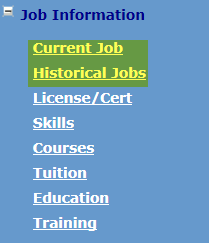 Job Information
Current Job
Historical Jobs
License/Cert
Skills
Courses
Tuition
Education
Training